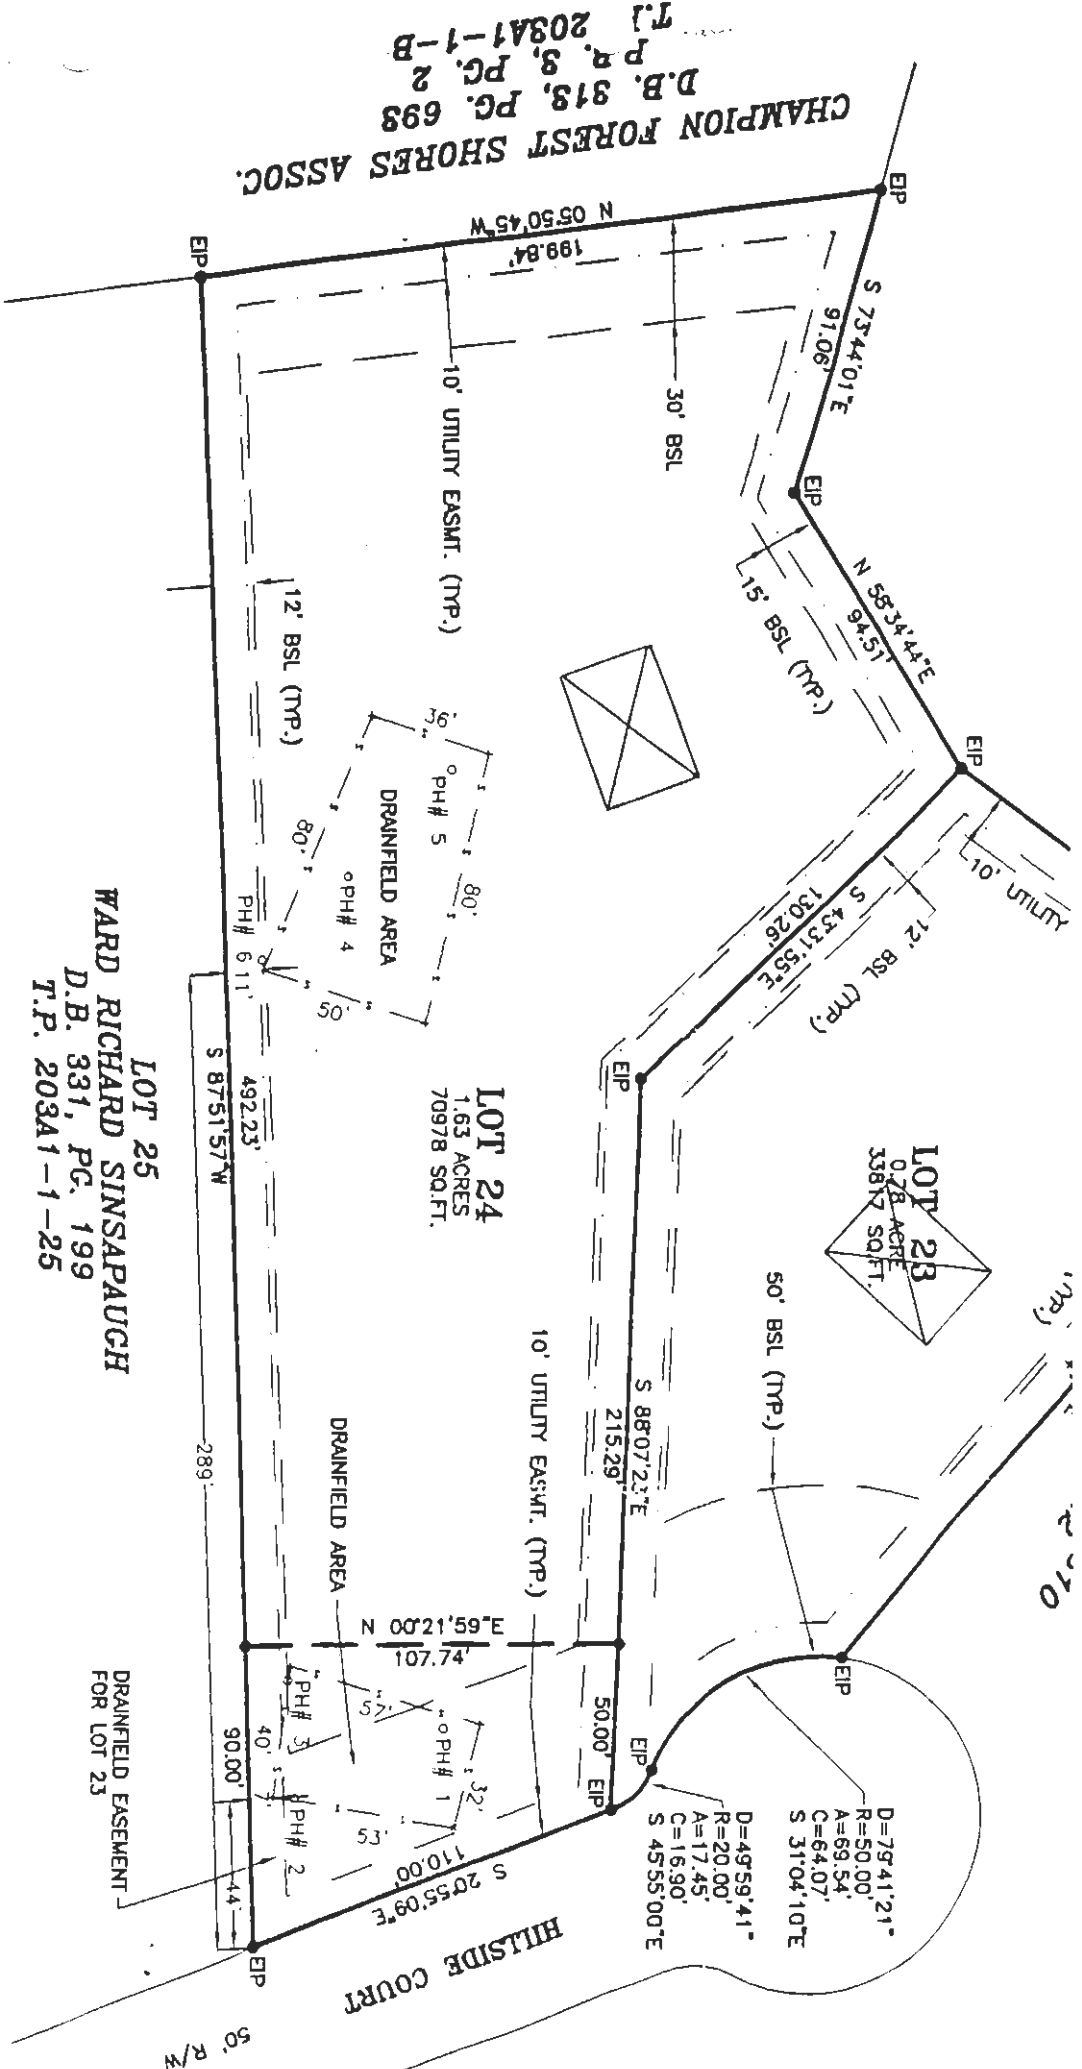 CHAMPION FOREST SHORES ASSOC.
D.B. 313, PG. 693
P.B. 3, PG. 2
203A1-1-B
EIP
N 05°50'45"W
199.84'
EIP
S 73°44'01"E
91.06'
EIP
N 58°34'44"E
94.51'
EIP
10' UTILITY
S 43°31'55"E
130.26'
12' BSL (TYP.)
EIP
15' BSL (TYP.)
30' BSL
10' UTILITY EASMT. (TYP.)
12' BSL (TYP.)
36'
PH# 5
DRAINFIELD AREA
80'
80'
PH# 4
50'
PH# 6
11'
LOT 24
1.63 ACRES
70978 SQ.FT.
LOT 23
0.78 ACRE
33817 SQ.FT.
50' BSL (TYP.)
S 88°07'23"E
215.29'
10' UTILITY EASMT. (TYP.)
DRAINFIELD AREA
492.23'
S 87°51'57"W
289'
LOT 25
WARD RICHARD SINSAPAUGH
D.B. 331, PG. 199
T.P. 203A1-1-25
N 00°21'59"E
107.74'
50.00'
EIP
EIP
EIP
PH# 3
57'
PH# 1
32'
40'
PH# 2
53'
90.00'
44'
DRAINFIELD EASEMENT
FOR LOT 23
110.00'
S 20°55'09"E
EIP
D=79°41'21"
R=50.00'
A=69.54'
C=64.07'
S 31°04'10"E
D=49°59'41"
R=20.00'
A=17.45'
C=16.90'
S 45°55'00"E
HILLSIDE COURT
50' R/W